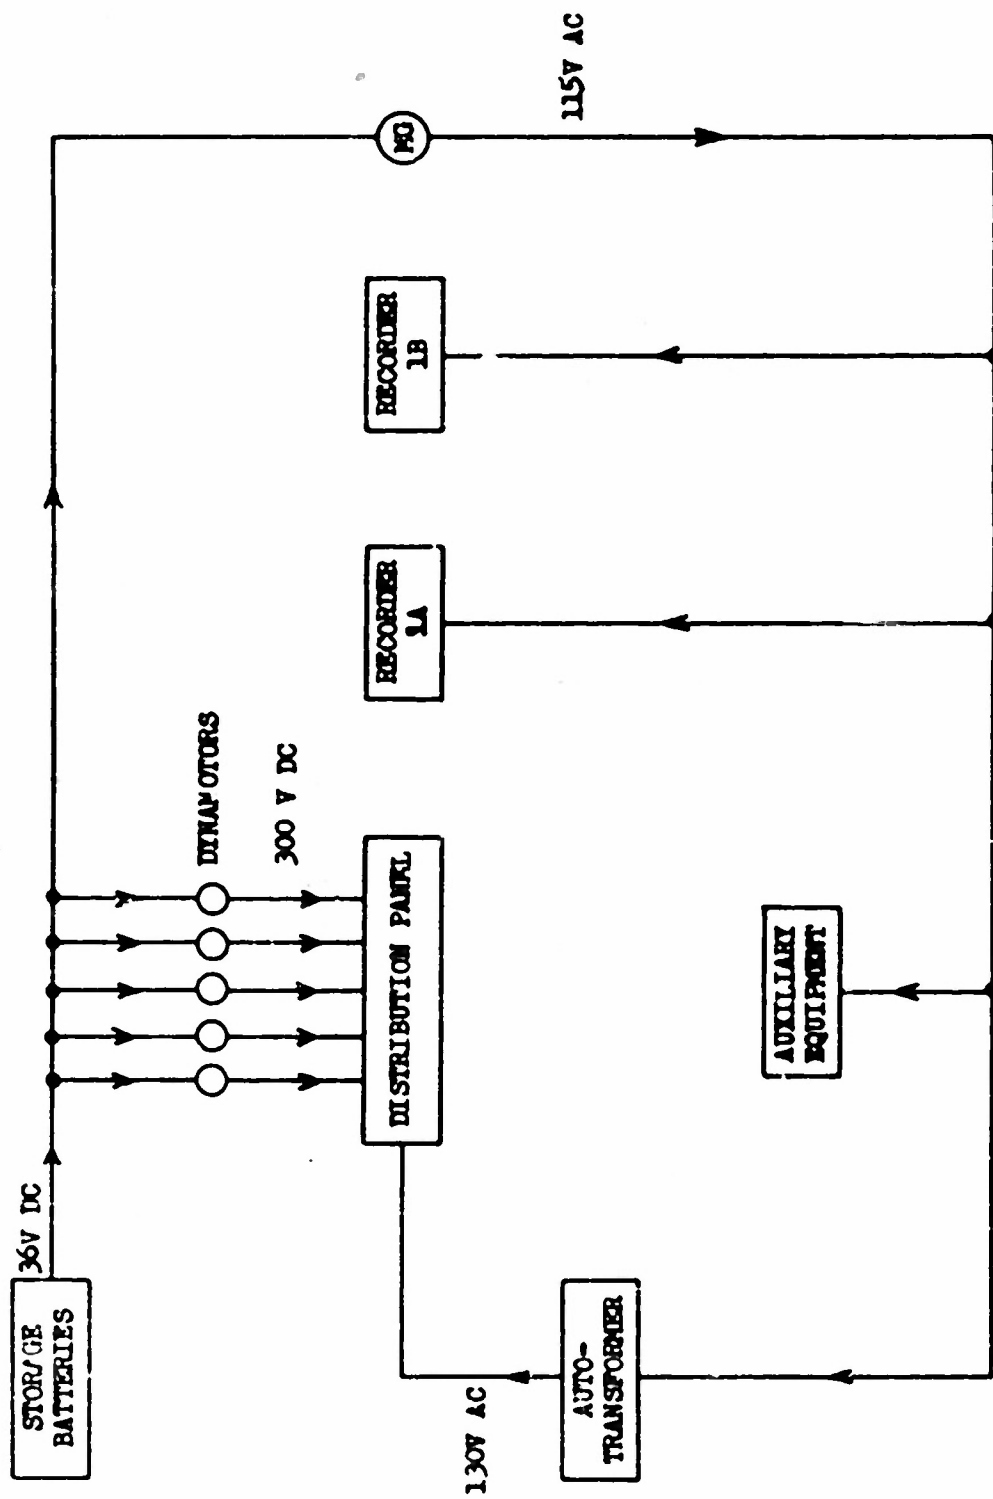 STORAGE
BATTERIES
36V DC
DYNAMOTORS
300 V DC
DISTRIBUTION PANEL
RECORDER
1A
RECORDER
1B
MG
115V AC
130V AC
AUTO-
TRANSFORMER
AUXILIARY
EQUIPMENT